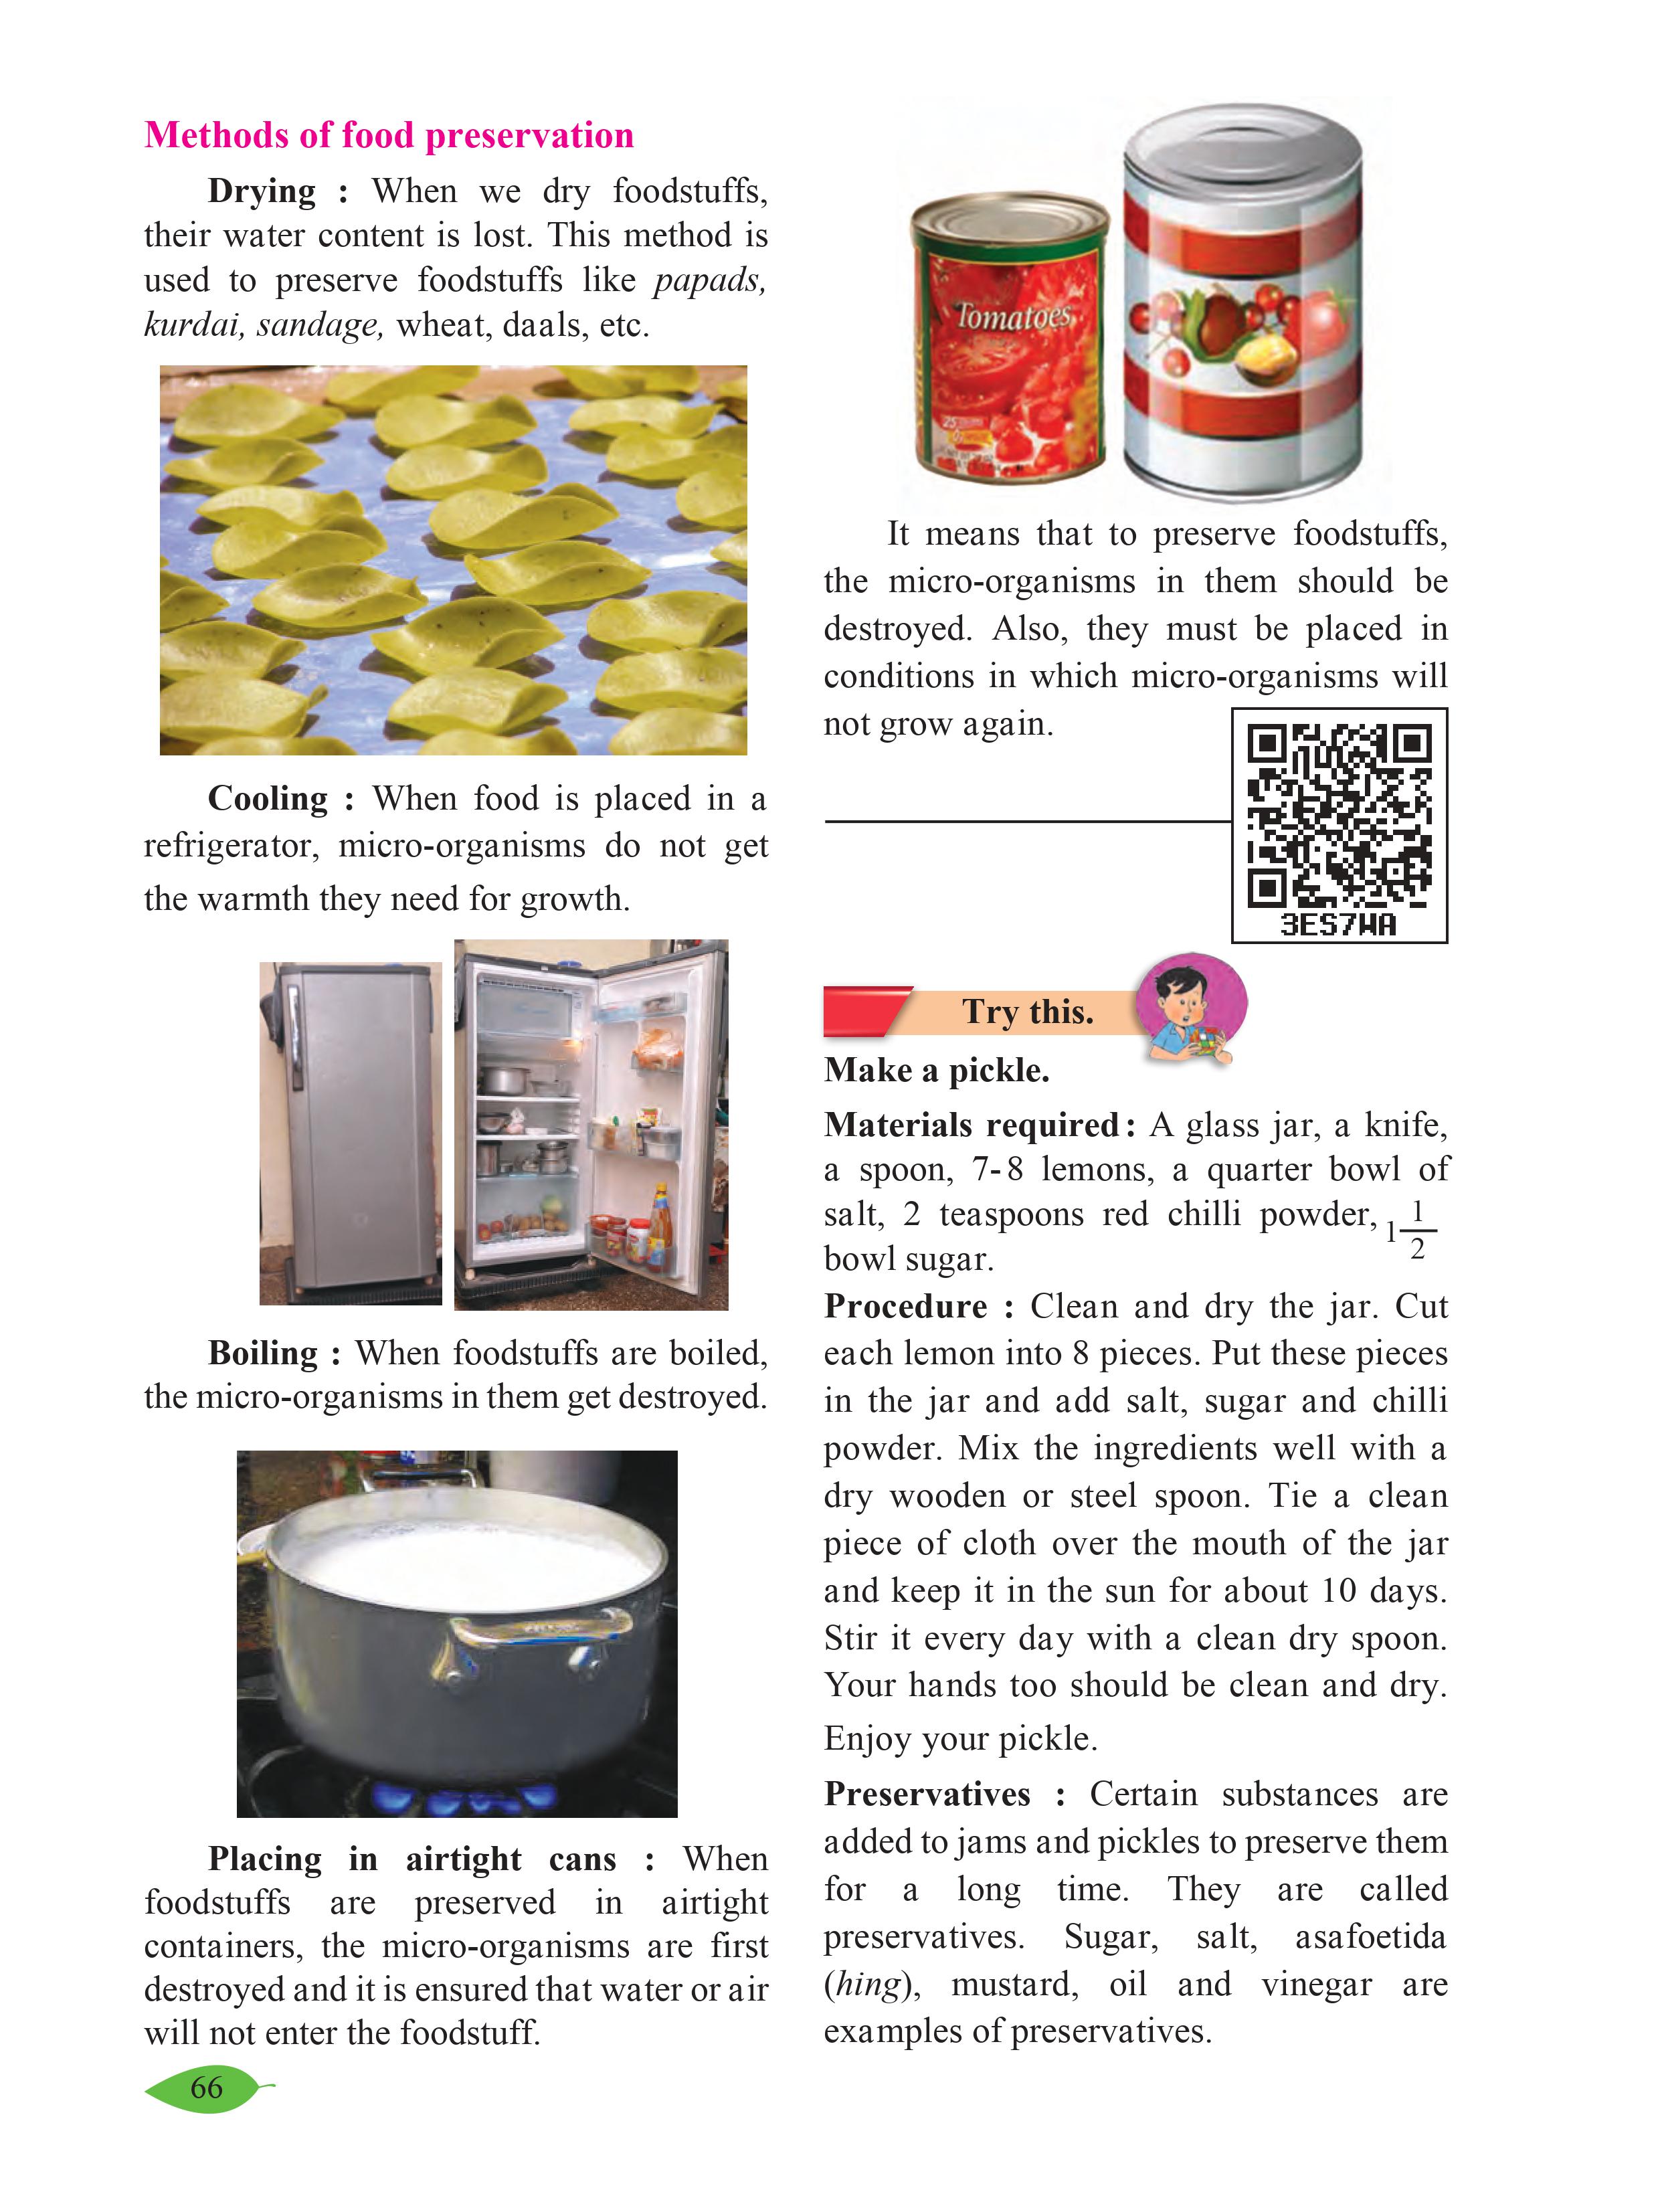 Methods of food preservation
Drying : When we dry foodstuffs,
their water content is lost. This method is
used to preserve foodstuffs like papads,
kurdai, sandage, wheat, daals, etc.
Cooling : When food is placed in a
refrigerator, micro-organisms do not get
the warmth they need for growth.
Boiling : When foodstuffs are boiled,
the micro-organisms in them get destroyed.
Placing in airtight cans : When
foodstuffs are preserved in airtight
containers, the micro-organisms are first
destroyed and it is ensured that water or air
will not enter the foodstuff.
66
Tomatoes
It means that to preserve foodstuffs,
the micro-organisms in them should be
destroyed. Also, they must be placed in
conditions in which micro-organisms will
not grow again.
3ES7WA
Try this.
Make a pickle.
Materials required : A glass jar, a knife,
a spoon, 7-8 lemons, a quarter bowl of
salt, 2 teaspoons red chilli powder, 1 1/2
bowl sugar.
Procedure : Clean and dry the jar. Cut
each lemon into 8 pieces. Put these pieces
in the jar and add salt, sugar and chilli
powder. Mix the ingredients well with a
dry wooden or steel spoon. Tie a clean
piece of cloth over the mouth of the jar
and keep it in the sun for about 10 days.
Stir it every day with a clean dry spoon.
Your hands too should be clean and dry.
Enjoy your pickle.
Preservatives : Certain substances are
added to jams and pickles to preserve them
for a long time. They are called
preservatives. Sugar, salt, asafoetida
(hing), mustard, oil and vinegar are
examples of preservatives.